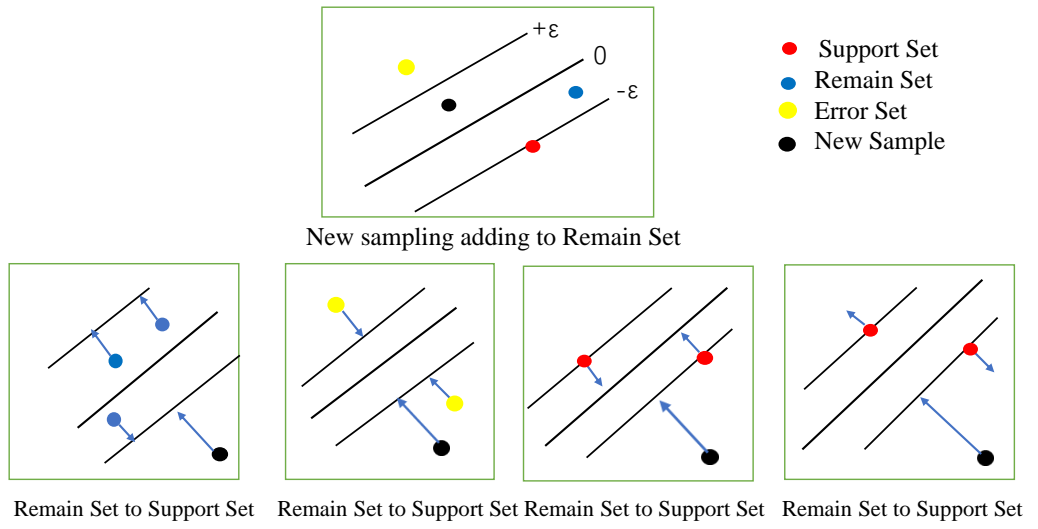 +ε
0
-ε
Support Set
Remain Set
Error Set
New Sample
New sampling adding to Remain Set
Remain Set to Support Set
Remain Set to Support Set
Remain Set to Support Set
Remain Set to Support Set